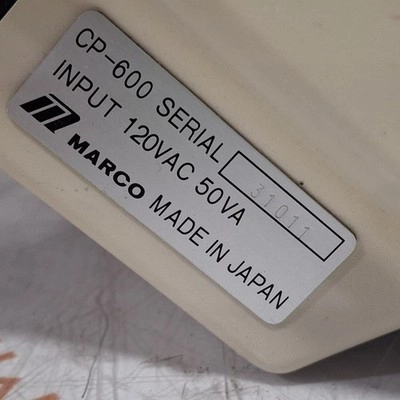 CP-600 SERIAL 31011
INPUT 120VAC 50VA
MARCO MADE IN JAPAN